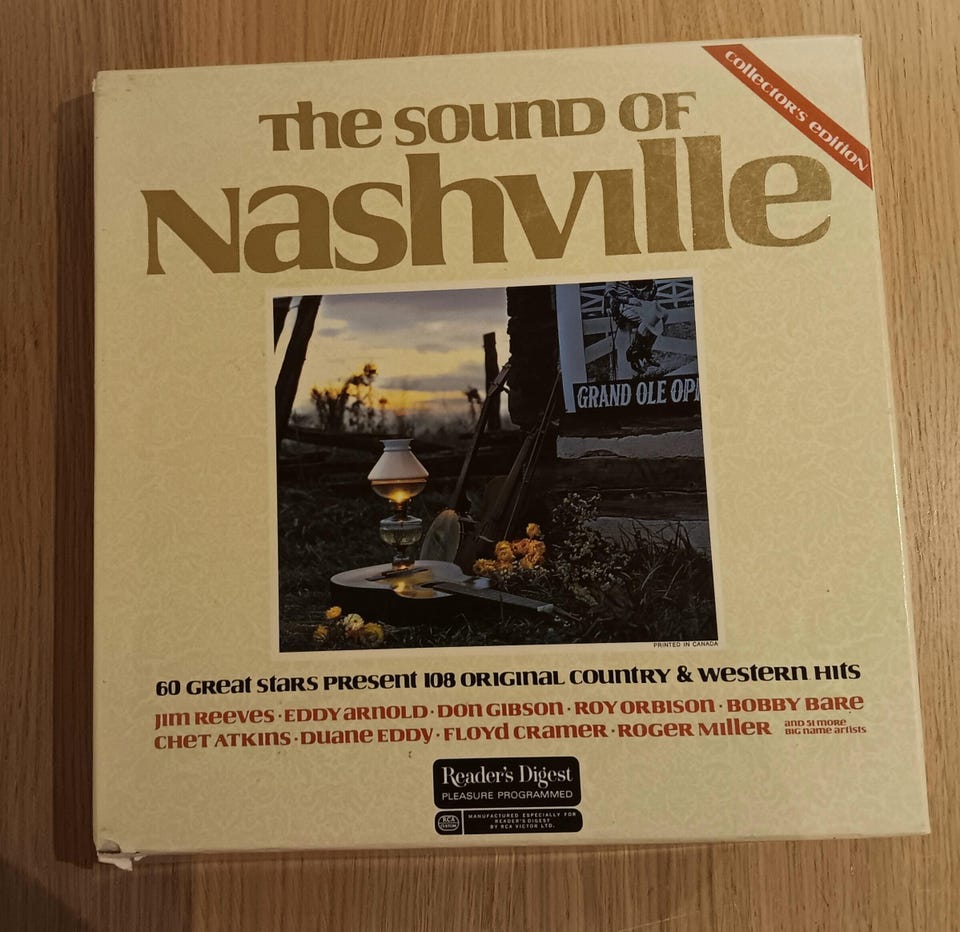 COLLECTOR'S EDITION
The SOUND OF
Nashville
GRAND OLE OP
PRINTED IN CANADA
60 GREAT STARS PRESENT 108 ORIGINAL COUNTRY & WESTERN HITS
JIM REEVES · EDDY ARNOLD · DON GIBSON · ROY ORBISON · BOBBY BARE
CHET ATKINS · DUANE EDDY · FLOYD CRAMER · ROGER MILLER AND 51 MORE
BIG NAME ARTISTS
Reader's Digest
PLEASURE PROGRAMMED
RCA
CUSTOM
MANUFACTURED ESPECIALLY FOR
READER'S DIGEST
BY RCA VICTOR LTD.